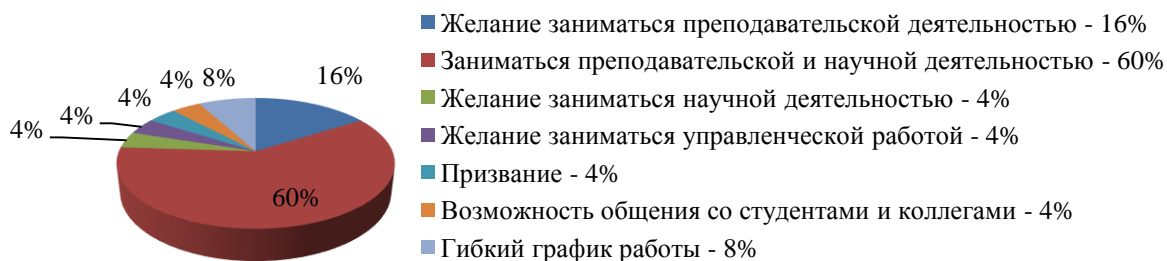 4%
4%
4%
4%
8%
16%
60%
Желание заниматься преподавательской деятельностью - 16%
Заниматься преподавательской и научной деятельностью - 60%
Желание заниматься научной деятельностью - 4%
Желание заниматься управленческой работой - 4%
Призвание - 4%
Возможность общения со студентами и коллегами - 4%
Гибкий график работы - 8%